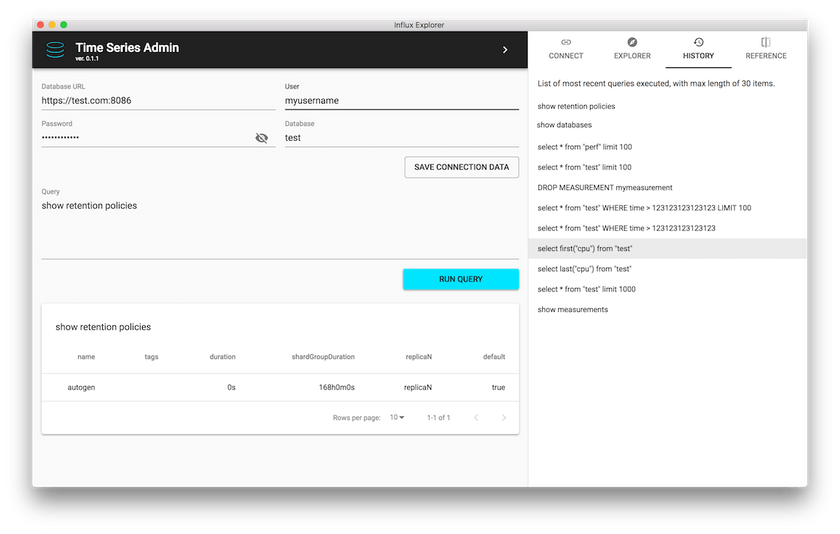 Influx Explorer
Time Series Admin
ver. 0.1.1
Database URL
https://test.com:8086
User
myusername
Password
••••••••••••
Database
test
SAVE CONNECTION DATA
Query
show retention policies
RUN QUERY
show retention policies
name tags duration shardGroupDuration replicaN default
autogen 0s 168h0m0s replicaN true
Rows per page: 10 1-1 of 1
CONNECT EXPLORER HISTORY REFERENCE
List of most recent queries executed, with max length of 30 items.
show retention policies
show databases
select * from "perf" limit 100
select * from "test" limit 100
DROP MEASUREMENT mymeasurement
select * from "test" WHERE time > 123123123123123 LIMIT 100
select * from "test" WHERE time > 123123123123123
select first("cpu") from "test"
select last("cpu") from "test"
select * from "test" limit 1000
show measurements